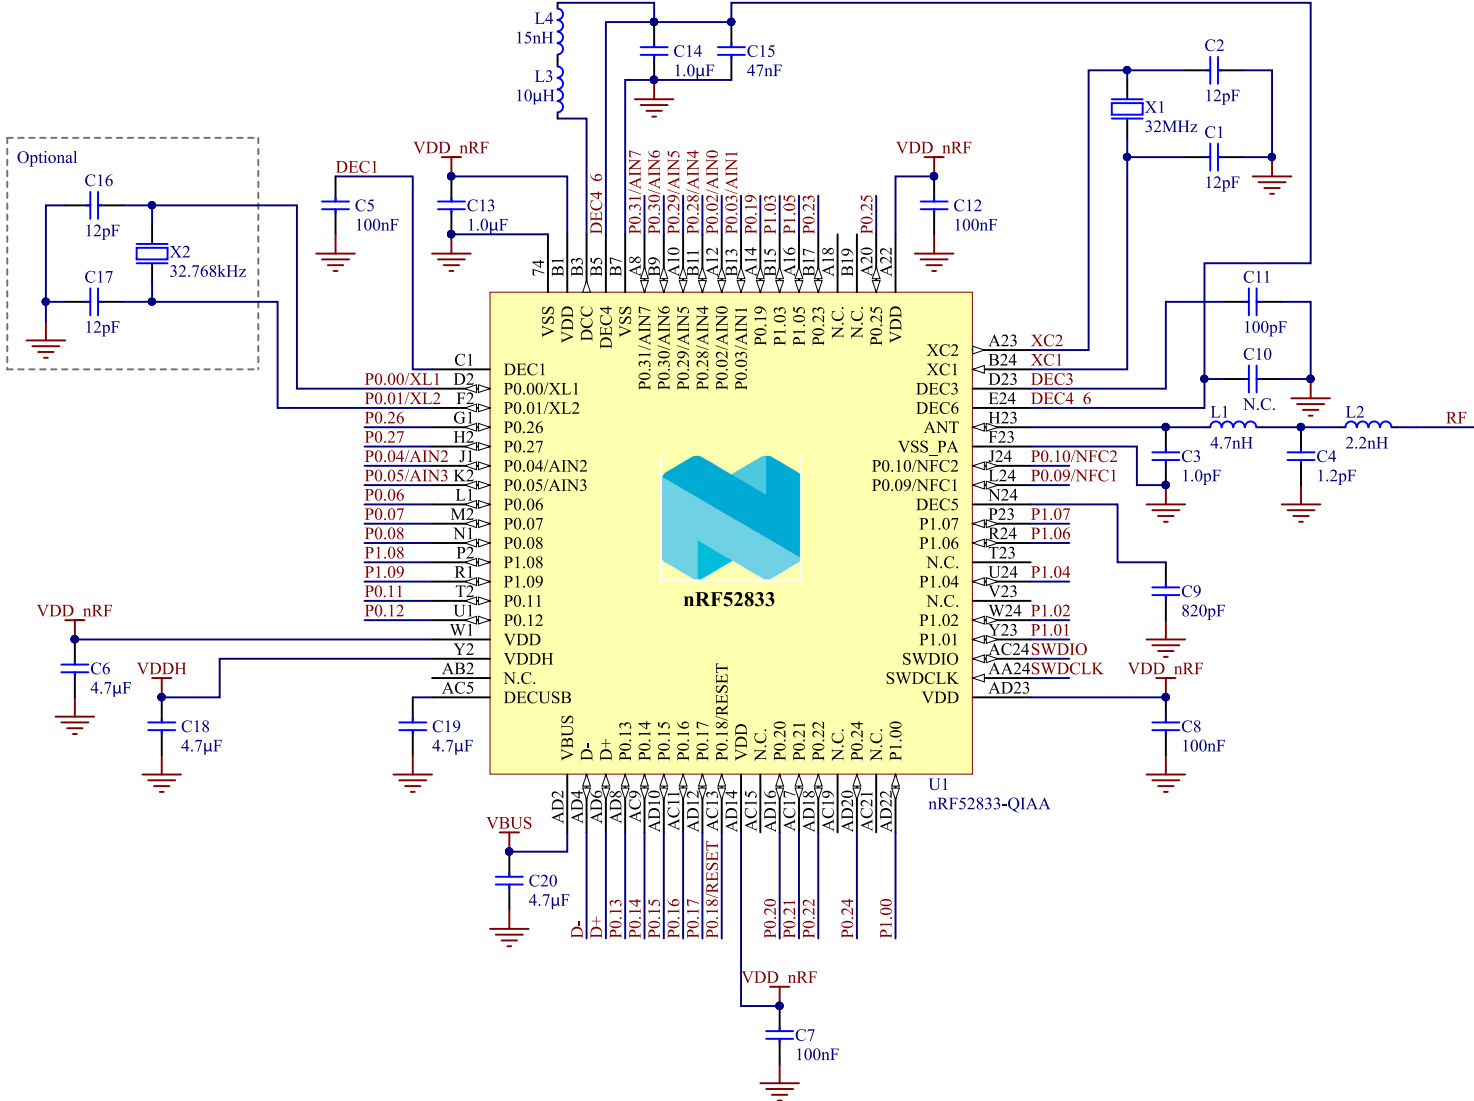 L4
15nH
L3
10µH
C14
1.0µF
C15
47nF
C2
12pF
X1
32MHz
C1
12pF
Optional
C16
12pF
X2
32.768kHz
C17
12pF
DEC1
C5
100nF
VDD_nRF
C13
1.0µF
VDD_nRF
C12
100nF
DEC4_6
P0.31/AIN7
P0.30/AIN6
P0.29/AIN5
P0.28/AIN4
P0.02/AIN0
P0.03/AIN1
P0.19
P1.03
P1.05
P0.23
P0.25
74
B1
B3
B5
B7
A8
B9
A10
B11
A12
B13
A14
B15
A16
B17
A18
B19
A20
A22
VSS
VDD
DCC
DEC4
VSS
P0.31/AIN7
P0.30/AIN6
P0.29/AIN5
P0.28/AIN4
P0.02/AIN0
P0.03/AIN1
P0.19
P1.03
P1.05
P0.23
N.C.
N.C.
P0.25
VDD
C1 DEC1
P0.00/XL1 D2 P0.00/XL1
P0.01/XL2 F2 P0.01/XL2
P0.26 G1 P0.26
P0.27 H2 P0.27
P0.04/AIN2 J1 P0.04/AIN2
P0.05/AIN3 K2 P0.05/AIN3
P0.06 L1 P0.06
P0.07 M2 P0.07
P0.08 N1 P0.08
P1.08 P2 P1.08
P1.09 R1 P1.09
P0.11 T2 P0.11
P0.12 U1 P0.12
W1 VDD
Y2 VDDH
AB2 N.C.
AC5 DECUSB
XC2 A23 XC2
XC1 B24 XC1
DEC3 D23 DEC3
DEC6 E24 DEC4_6
ANT H23
VSS_PA F23
P0.10/NFC2 J24 P0.10/NFC2
P0.09/NFC1 L24 P0.09/NFC1
DEC5 N24
P1.07 P23 P1.07
P1.06 R24 P1.06
N.C. T23
P1.04 U24 P1.04
N.C. V23
P1.02 W24 P1.02
P1.01 Y23 P1.01
SWDIO AC24 SWDIO
SWDCLK AA24 SWDCLK
VDD AD23
C11
100pF
C10
N.C.
L1
4.7nH
L2
2.2nH
RF
C3
1.0pF
C4
1.2pF
C9
820pF
VDD_nRF
C8
100nF
nRF52833
VDD_nRF
C6
4.7µF
VDDH
C18
4.7µF
C19
4.7µF
VBUS
D-
D+
P0.13
P0.14
P0.15
P0.16
P0.17
P0.18/RESET
VDD
N.C.
P0.20
P0.21
P0.22
N.C.
P0.24
N.C.
P1.00
AD2
AD4
AD6
AD8
AC9
AD10
AC11
AD12
AC13
AD14
AC15
AD16
AC17
AD18
AC19
AD20
AC21
AD22
U1
nRF52833-QIAA
VBUS
C20
4.7µF
D-
D+
P0.13
P0.14
P0.15
P0.16
P0.17
P0.18/RESET
P0.20
P0.21
P0.22
P0.24
P1.00
VDD_nRF
C7
100nF